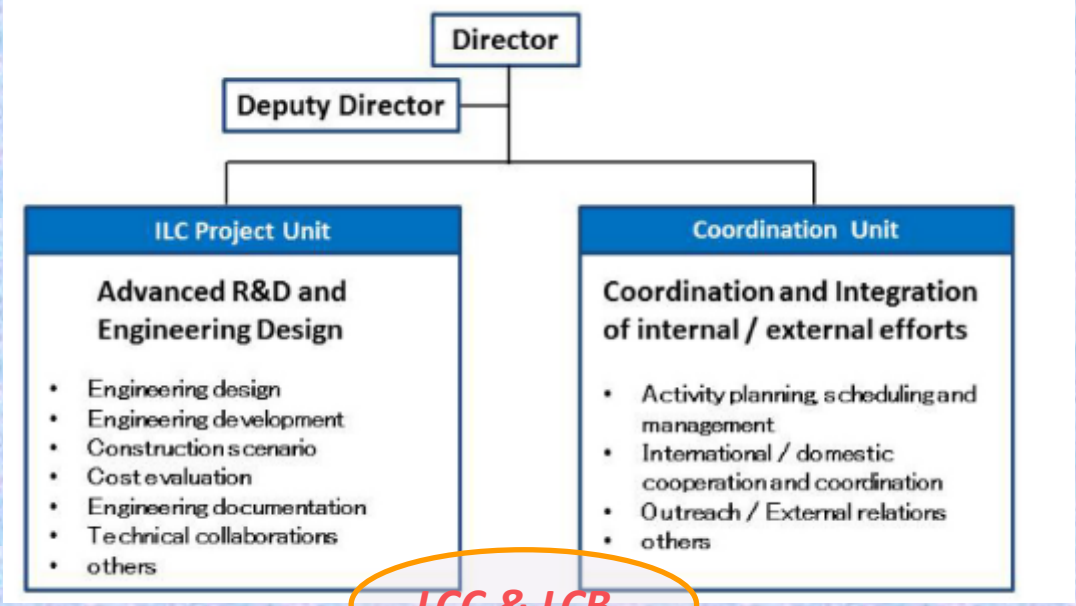 Director
Deputy Director
ILC Project Unit
Advanced R&D and
Engineering Design
• Engineering design
• Engineering development
• Construction scenario
• Cost evaluation
• Engineering documentation
• Technical collaborations
• others
Coordination Unit
Coordination and Integration
of internal / external efforts
• Activity planning, scheduling and
management
• International / domestic
cooperation and coordination
• Outreach / External relations
• others
LCC & LCB